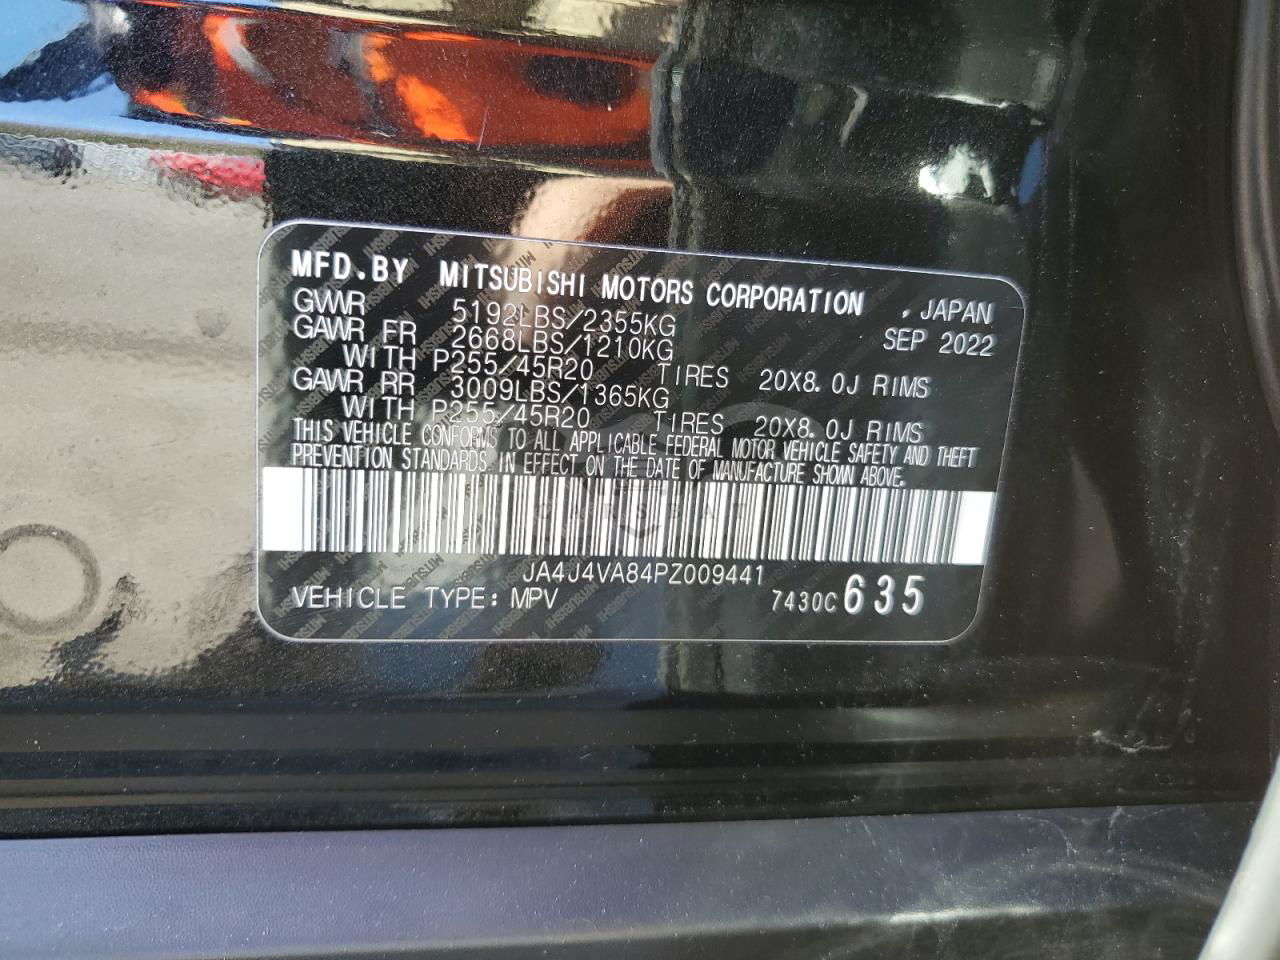 MFD.BY MITSUBISHI MOTORS CORPORATION , JAPAN
GVWR 5192LBS/2355KG SEP 2022
GAWR FR 2668LBS/1210KG
WITH P255/45R20 TIRES 20X8.0J RIMS
GAWR RR 3009LBS/1365KG
WITH P255/45R20 TIRES 20X8.0J RIMS
THIS VEHICLE CONFORMS TO ALL APPLICABLE FEDERAL MOTOR VEHICLE SAFETY AND THEFT
PREVENTION STANDARDS IN EFFECT ON THE DATE OF MANUFACTURE SHOWN ABOVE.
JA4J4VA84PZ009441
VEHICLE TYPE: MPV 7430C 635